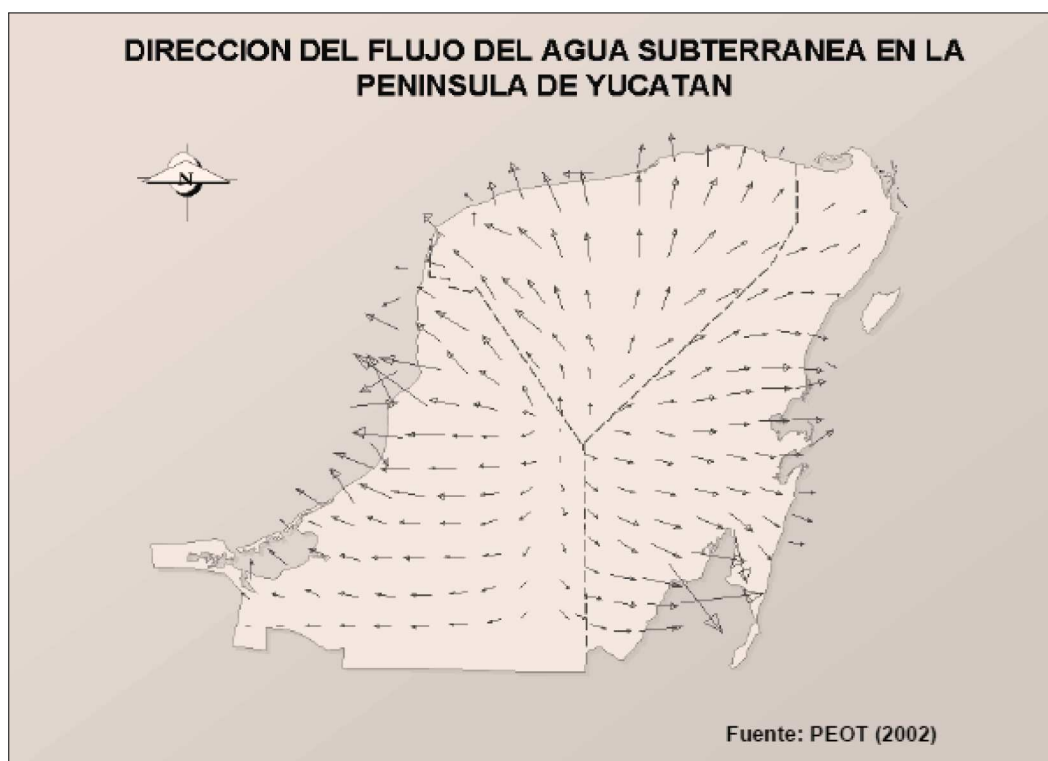 DIRECCION DEL FLUJO DEL AGUA SUBTERRANEA EN LA
PENINSULA DE YUCATAN
N
Fuente: PEOT (2002)